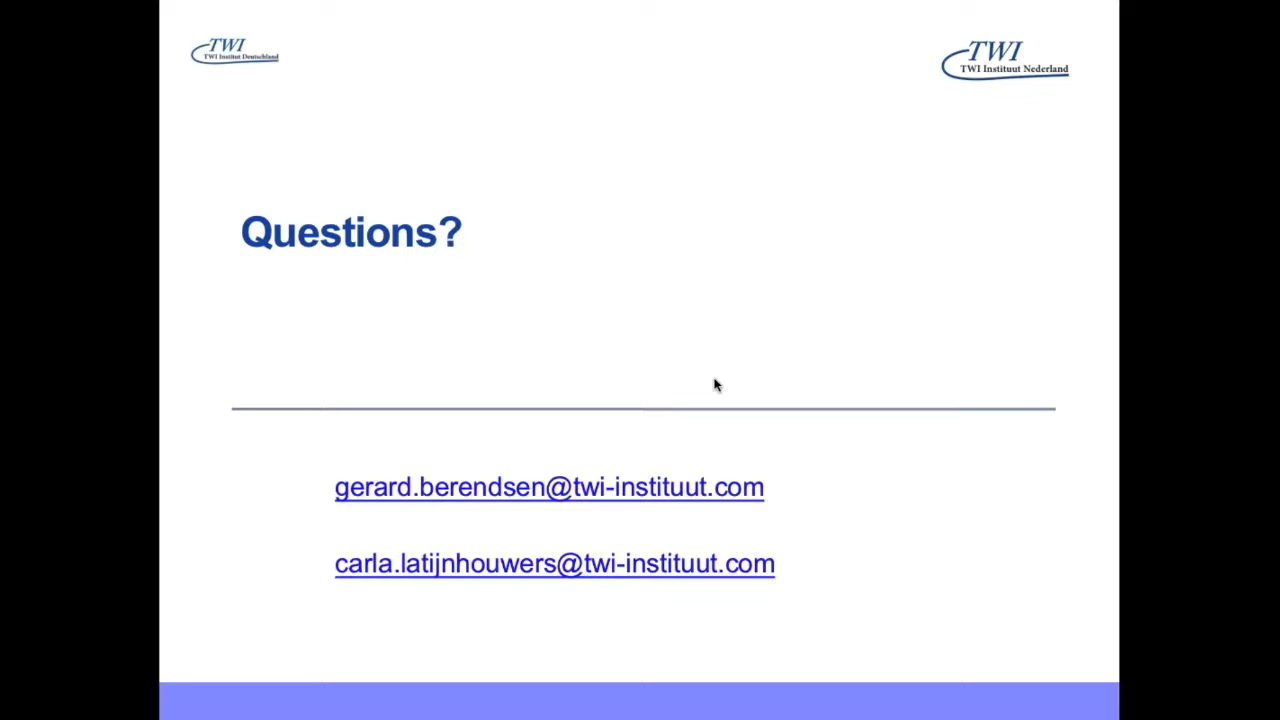 TWI
TWI Institut Deutschland
TWI
TWI Instituut Nederland
Questions?
gerard.berendsen@twi-instituut.com
carla.latijnhouwers@twi-instituut.com